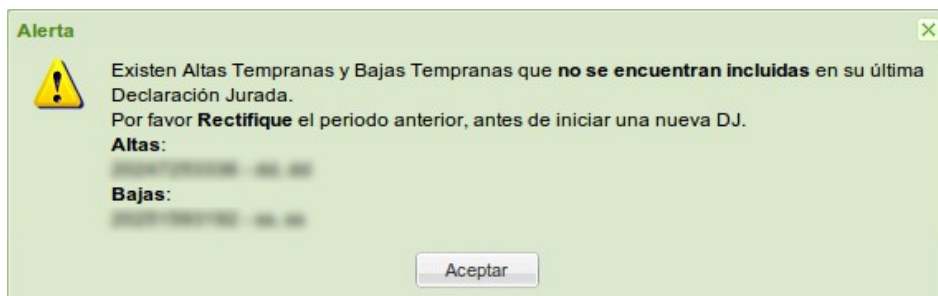 Alerta
Existen Altas Tempranas y Bajas Tempranas que no se encuentran incluidas en su última
Declaración Jurada.
Por favor Rectifique el periodo anterior, antes de iniciar una nueva DJ.
Altas:
Bajas:
Aceptar